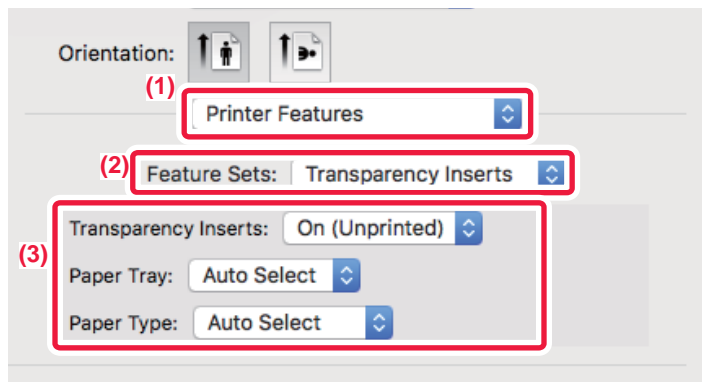 Orientation:
(1)
Printer Features
(2) Feature Sets: Transparency Inserts
Transparency Inserts: On (Unprinted)
(3)
Paper Tray: Auto Select
Paper Type: Auto Select